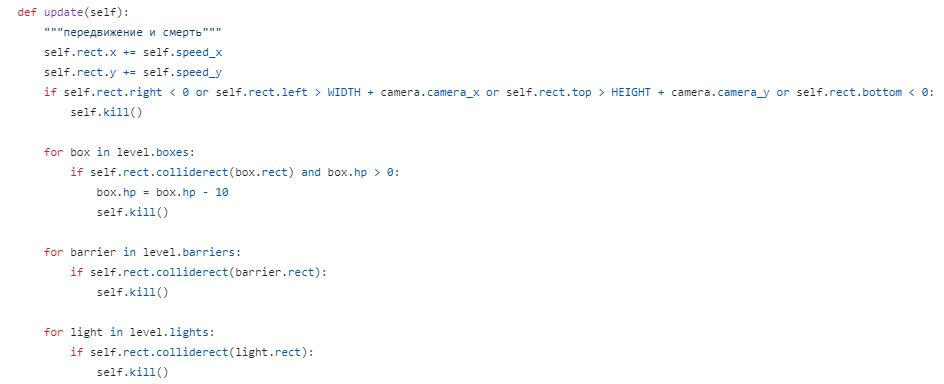 def update(self):
    """передвижение и смерть"""
    self.rect.x += self.speed_x
    self.rect.y += self.speed_y
    if self.rect.right < 0 or self.rect.left > WIDTH + camera.camera_x or self.rect.top > HEIGHT + camera.camera_y or self.rect.bottom < 0:
        self.kill()

    for box in level.boxes:
        if self.rect.colliderect(box.rect) and box.hp > 0:
            box.hp = box.hp - 10
            self.kill()

    for barrier in level.barriers:
        if self.rect.colliderect(barrier.rect):
            self.kill()

    for light in level.lights:
        if self.rect.colliderect(light.rect):
            self.kill()